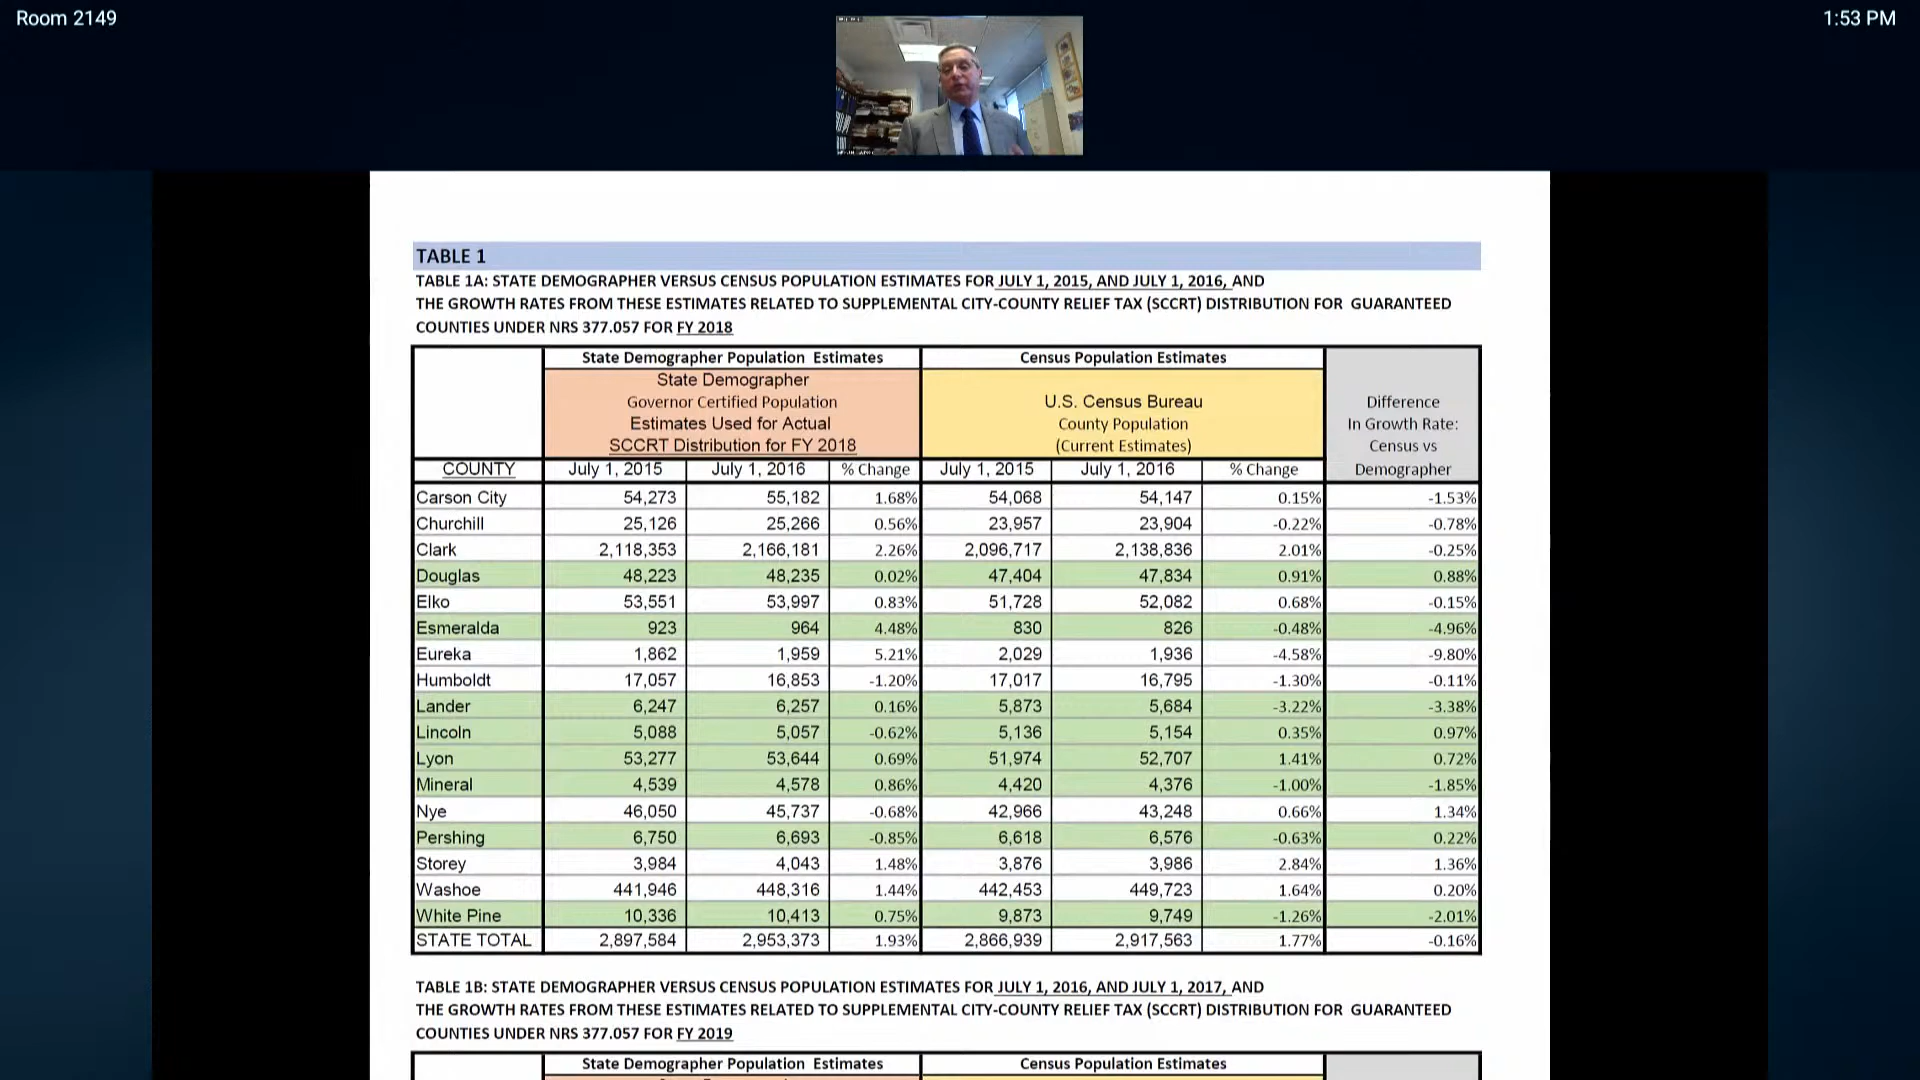 Room 2149
1:53 PM
TABLE 1
TABLE 1A: STATE DEMOGRAPHER VERSUS CENSUS POPULATION ESTIMATES FOR JULY 1, 2015, AND JULY 1, 2016, AND
THE GROWTH RATES FROM THESE ESTIMATES RELATED TO SUPPLEMENTAL CITY-COUNTY RELIEF TAX (SCCRT) DISTRIBUTION FOR GUARANTEED
COUNTIES UNDER NRS 377.057 FOR FY 2018
State Demographer Population Estimates Census Population Estimates
State Demographer
Governor Certified Population
Estimates Used for Actual
SCCRT Distribution for FY 2018
U.S. Census Bureau
County Population
(Current Estimates)
Difference
In Growth Rate:
Census vs
Demographer
COUNTY July 1, 2015 July 1, 2016 % Change July 1, 2015 July 1, 2016 % Change
Carson City 54,273 55,182 1.68% 54,068 54,147 0.15% -1.53%
Churchill 25,126 25,266 0.56% 23,957 23,904 -0.22% -0.78%
Clark 2,118,353 2,166,181 2.26% 2,096,717 2,138,836 2.01% -0.25%
Douglas 48,223 48,235 0.02% 47,404 47,834 0.91% 0.88%
Elko 53,551 53,997 0.83% 51,728 52,082 0.68% -0.15%
Esmeralda 923 964 4.48% 830 826 -0.48% -4.96%
Eureka 1,862 1,959 5.21% 2,029 1,936 -4.58% -9.80%
Humboldt 17,057 16,853 -1.20% 17,017 16,795 -1.30% -0.11%
Lander 6,247 6,257 0.16% 5,873 5,684 -3.22% -3.38%
Lincoln 5,088 5,057 -0.62% 5,136 5,154 0.35% 0.97%
Lyon 53,277 53,644 0.69% 51,974 52,707 1.41% 0.72%
Mineral 4,539 4,578 0.86% 4,420 4,376 -1.00% -1.85%
Nye 46,050 45,737 -0.68% 42,966 43,248 0.66% 1.34%
Pershing 6,750 6,693 -0.85% 6,618 6,576 -0.63% 0.22%
Storey 3,984 4,043 1.48% 3,876 3,986 2.84% 1.36%
Washoe 441,946 448,316 1.44% 442,453 449,723 1.64% 0.20%
White Pine 10,336 10,413 0.75% 9,873 9,749 -1.26% -2.01%
STATE TOTAL 2,897,584 2,953,373 1.93% 2,866,939 2,917,563 1.77% -0.16%
TABLE 1B: STATE DEMOGRAPHER VERSUS CENSUS POPULATION ESTIMATES FOR JULY 1, 2016, AND JULY 1, 2017, AND
THE GROWTH RATES FROM THESE ESTIMATES RELATED TO SUPPLEMENTAL CITY-COUNTY RELIEF TAX (SCCRT) DISTRIBUTION FOR GUARANTEED
COUNTIES UNDER NRS 377.057 FOR FY 2019
State Demographer Population Estimates Census Population Estimates